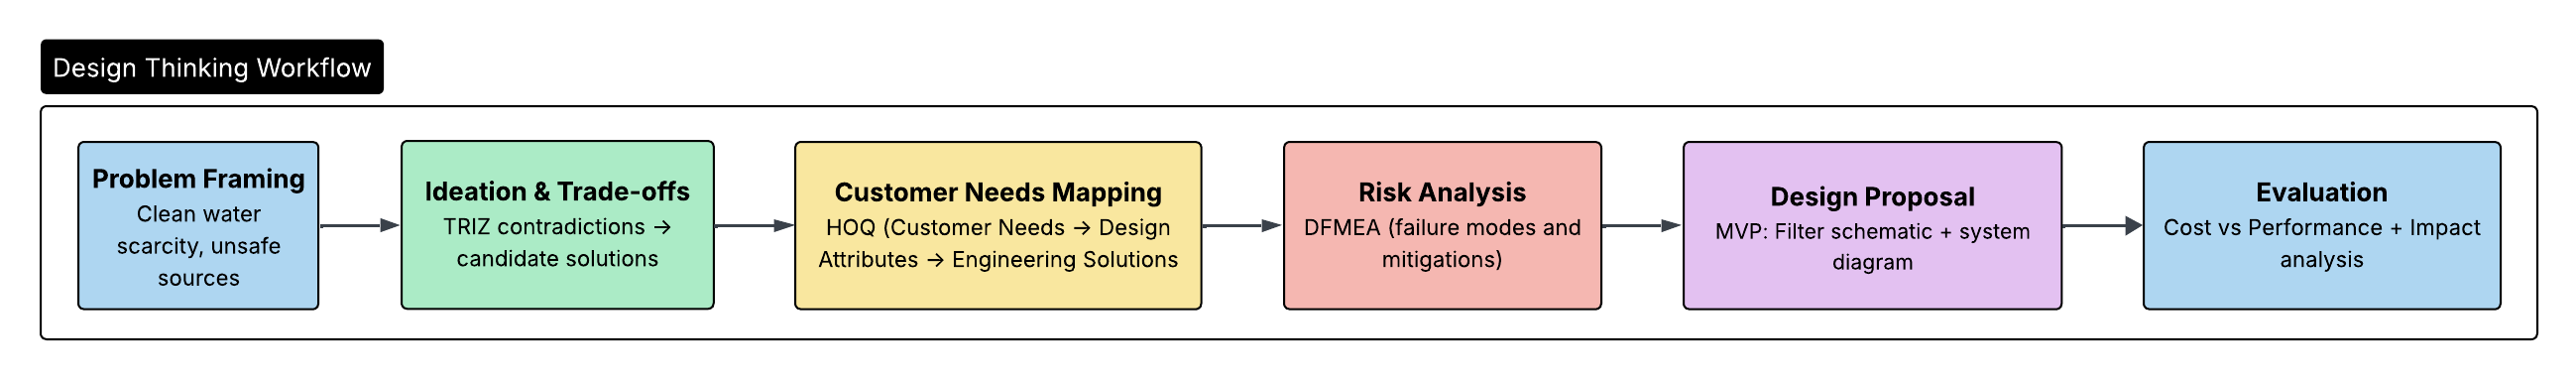 Design Thinking Workflow
Problem Framing
Clean water
scarcity, unsafe
sources
Ideation & Trade-offs
TRIZ contradictions →
candidate solutions
Customer Needs Mapping
HOQ (Customer Needs → Design
Attributes → Engineering Solutions
Risk Analysis
DFMEA (failure modes and
mitigations)
Design Proposal
MVP: Filter schematic + system
diagram
Evaluation
Cost vs Performance + Impact
analysis